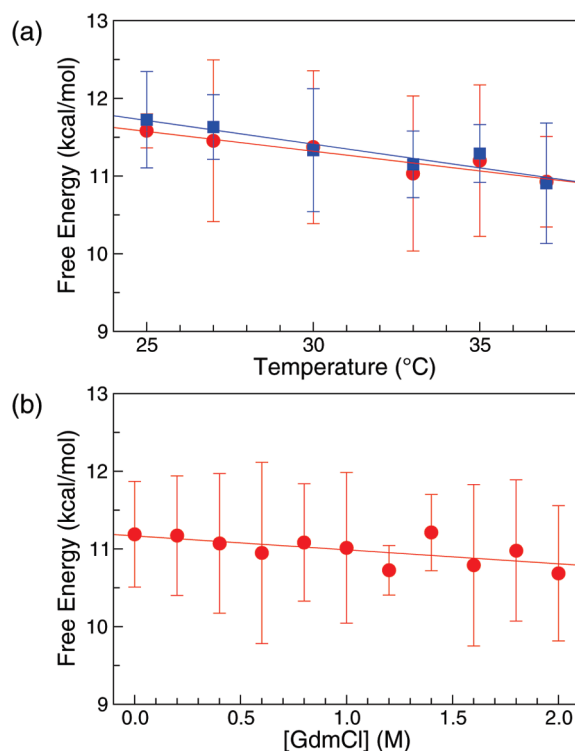 (a)
13
12
11
10
9
Free Energy (kcal/mol)
25 30 35
Temperature (°C)
(b)
13
12
11
10
9
Free Energy (kcal/mol)
0.0 0.5 1.0 1.5 2.0
[GdmCl] (M)